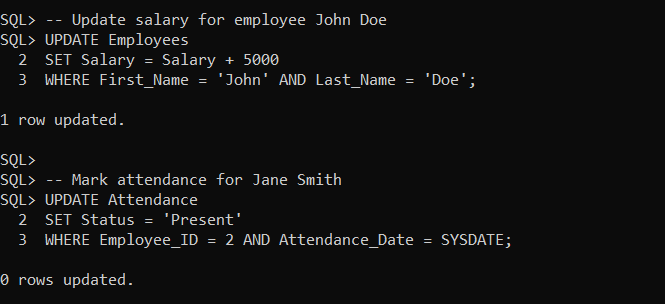 SQL> -- Update salary for employee John Doe
SQL> UPDATE Employees
  2  SET Salary = Salary + 5000
  3  WHERE First_Name = 'John' AND Last_Name = 'Doe';

1 row updated.

SQL>
SQL> -- Mark attendance for Jane Smith
SQL> UPDATE Attendance
  2  SET Status = 'Present'
  3  WHERE Employee_ID = 2 AND Attendance_Date = SYSDATE;

0 rows updated.